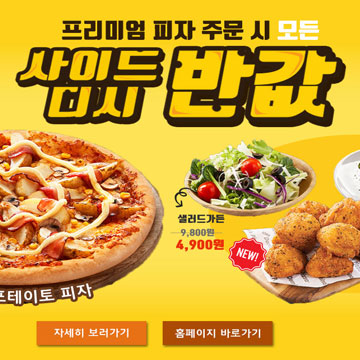 프리미엄 피자 주문 시 모든
사이드
디시
반값
샐러드가든
9,800원
4,900원
NEW!
포테이토 피자
자세히 보러가기
홈페이지 바로가기